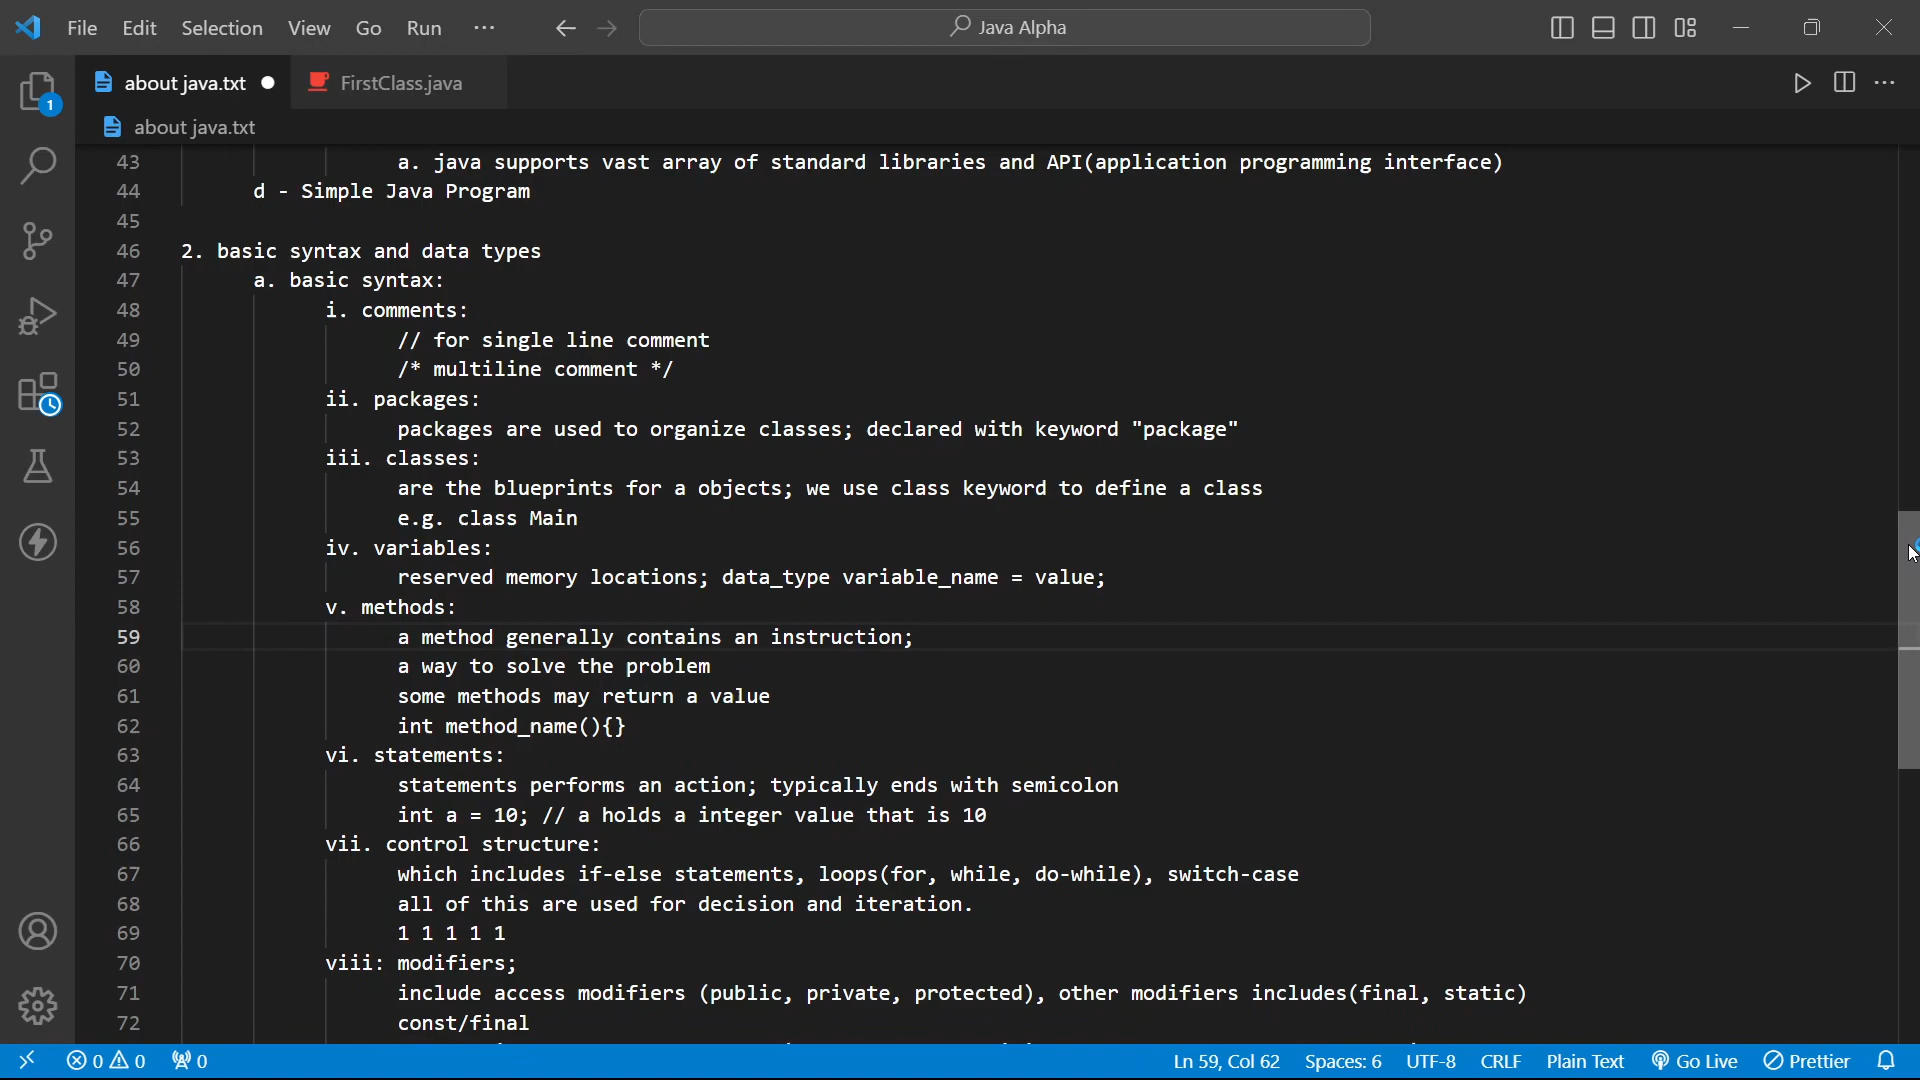 File Edit Selection View Go Run ... Java Alpha
about java.txt FirstClass.java
1 about java.txt
43 a. java supports vast array of standard libraries and API(application programming interface)
44 d - Simple Java Program
45
46 2. basic syntax and data types
47 a. basic syntax:
48 i. comments:
49 // for single line comment
50 /* multiline comment */
51 ii. packages:
52 packages are used to organize classes; declared with keyword "package"
53 iii. classes:
54 are the blueprints for a objects; we use class keyword to define a class
55 e.g. class Main
56 iv. variables:
57 reserved memory locations; data_type variable_name = value;
58 v. methods:
59 a method generally contains an instruction;
60 a way to solve the problem
61 some methods may return a value
62 int method_name(){}
63 vi. statements:
64 statements performs an action; typically ends with semicolon
65 int a = 10; // a holds a integer value that is 10
66 vii. control structure:
67 which includes if-else statements, loops(for, while, do-while), switch-case
68 all of this are used for decision and iteration.
69 1 1 1 1 1
70 viii: modifiers;
71 include access modifiers (public, private, protected), other modifiers includes(final, static)
72 const/final
0 0 0 Ln 59, Col 62 Spaces: 6 UTF-8 CRLF Plain Text Go Live Prettier